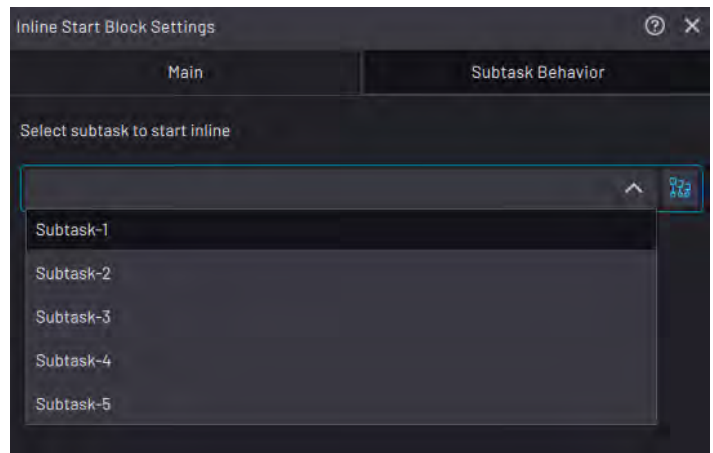 Inline Start Block Settings
Main
Subtask Behavior
Select subtask to start inline
Subtask-1
Subtask-2
Subtask-3
Subtask-4
Subtask-5